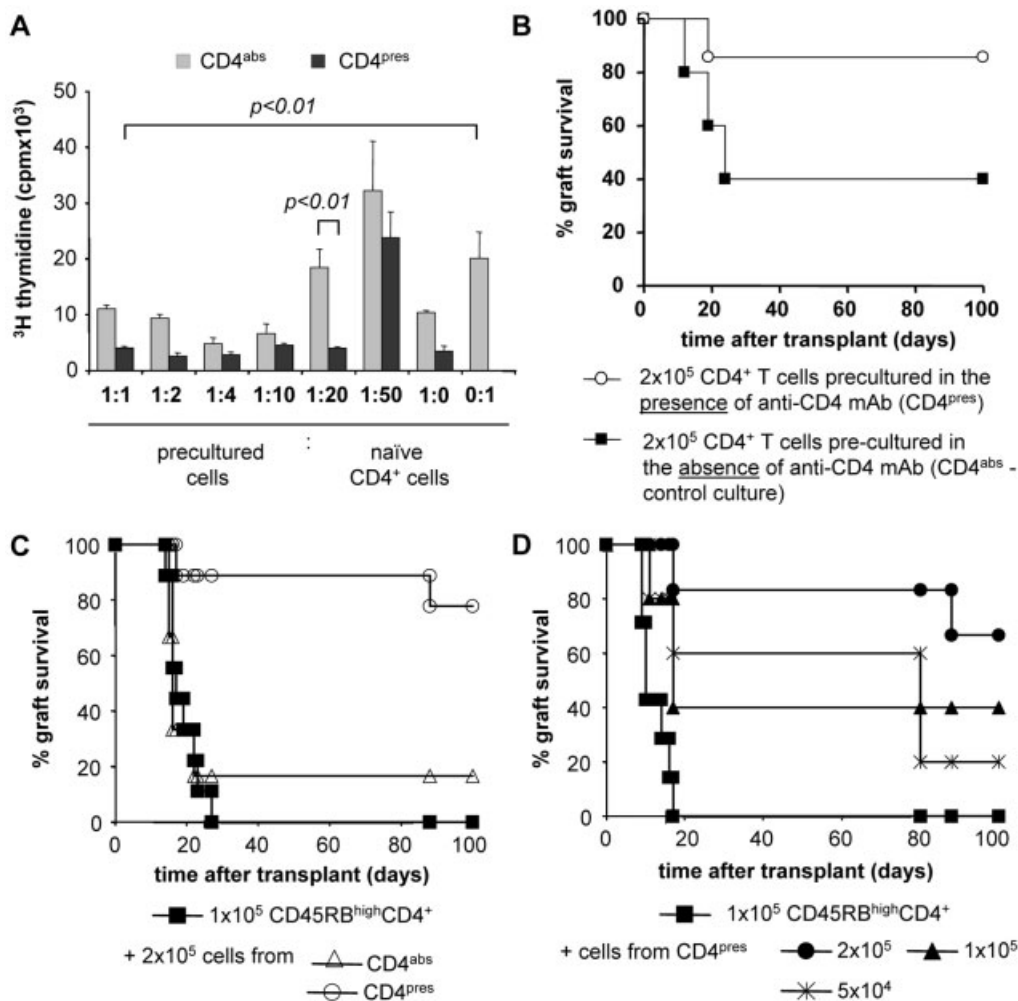 A
CD4abs CD4pres
p<0.01
p<0.01
3H thymidine (cpmx10³)
50
40
30
20
10
0
1:1 1:2 1:4 1:10 1:20 1:50 1:0 0:1
precultured cells : naïve CD4+ cells
B
% graft survival
100
80
60
40
20
0
0 20 40 60 80 100
time after transplant (days)
2x10⁵ CD4+ T cells precultured in the
presence of anti-CD4 mAb (CD4pres)
2x10⁵ CD4+ T cells pre-cultured in
the absence of anti-CD4 mAb (CD4abs -
control culture)
C
% graft survival
100
80
60
40
20
0
0 20 40 60 80 100
time after transplant (days)
1x10⁵ CD45RBhighCD4+
+ 2x10⁵ cells from
CD4abs
CD4pres
D
% graft survival
100
80
60
40
20
0
0 20 40 60 80 100
time after transplant (days)
1x10⁵ CD45RBhighCD4+
+ cells from CD4pres 2x10⁵ 1x10⁵
5x10⁴